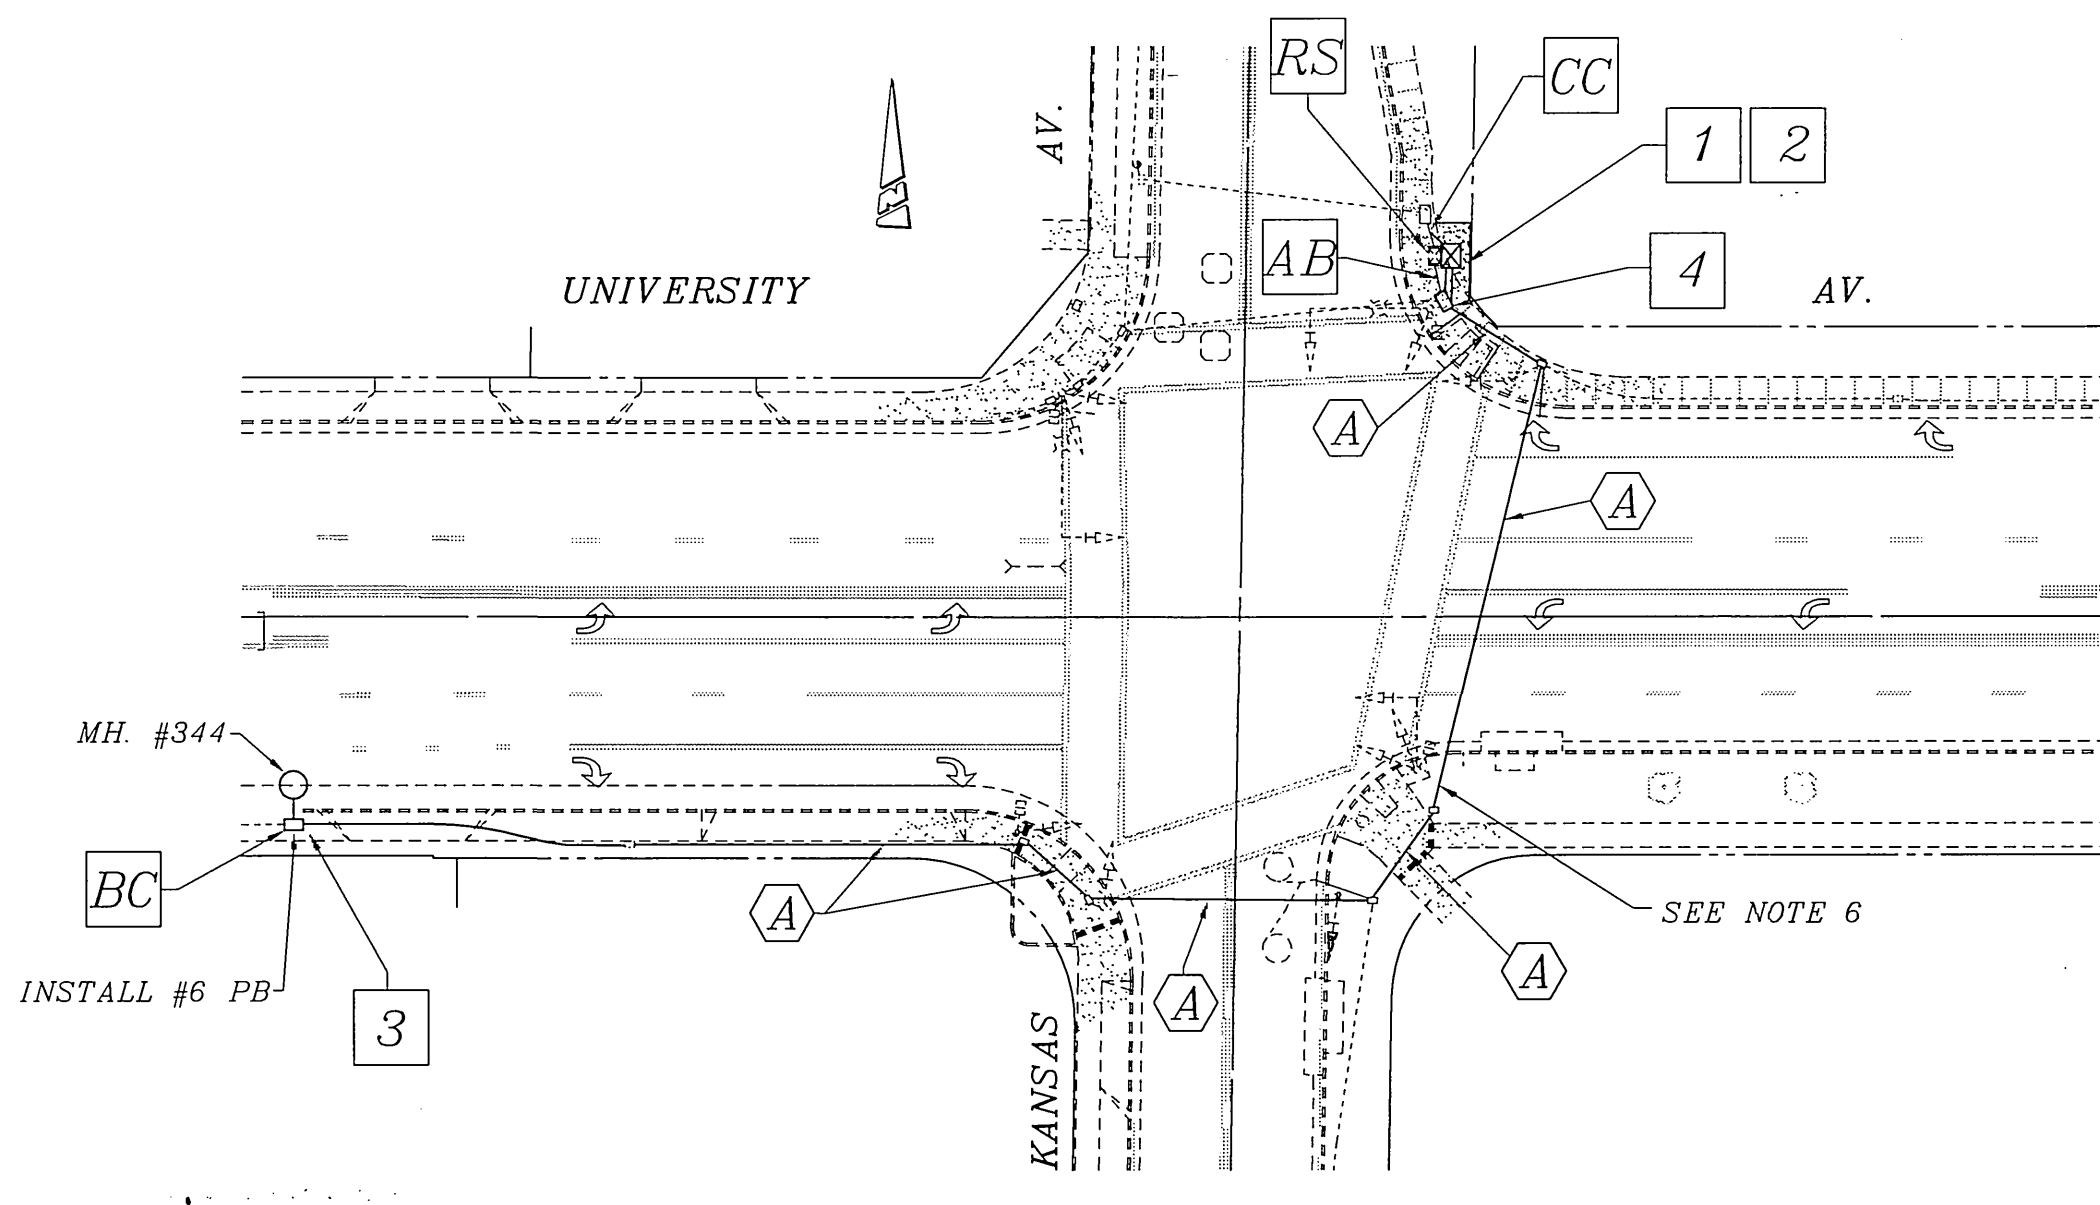 RS
CC
1 2
AV.
AB
4
UNIVERSITY
AV.
A
A
MH. #344
BC
A
SEE NOTE 6
A
A
INSTALL #6 PB
3
KANSAS
N